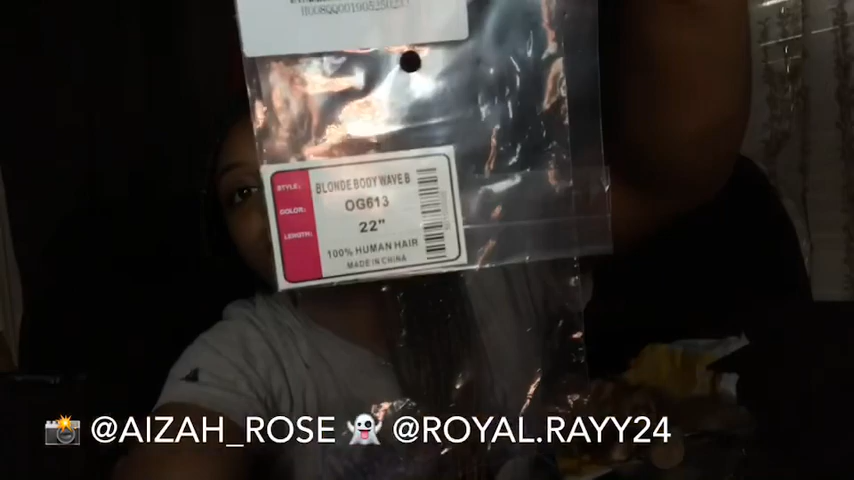 STYLE: BLONDE BODY WAVE B
COLOR: OG613
LENGTH: 22"
100% HUMAN HAIR
MADE IN CHINA
@AIZAH_ROSE @ROYAL.RAYY24